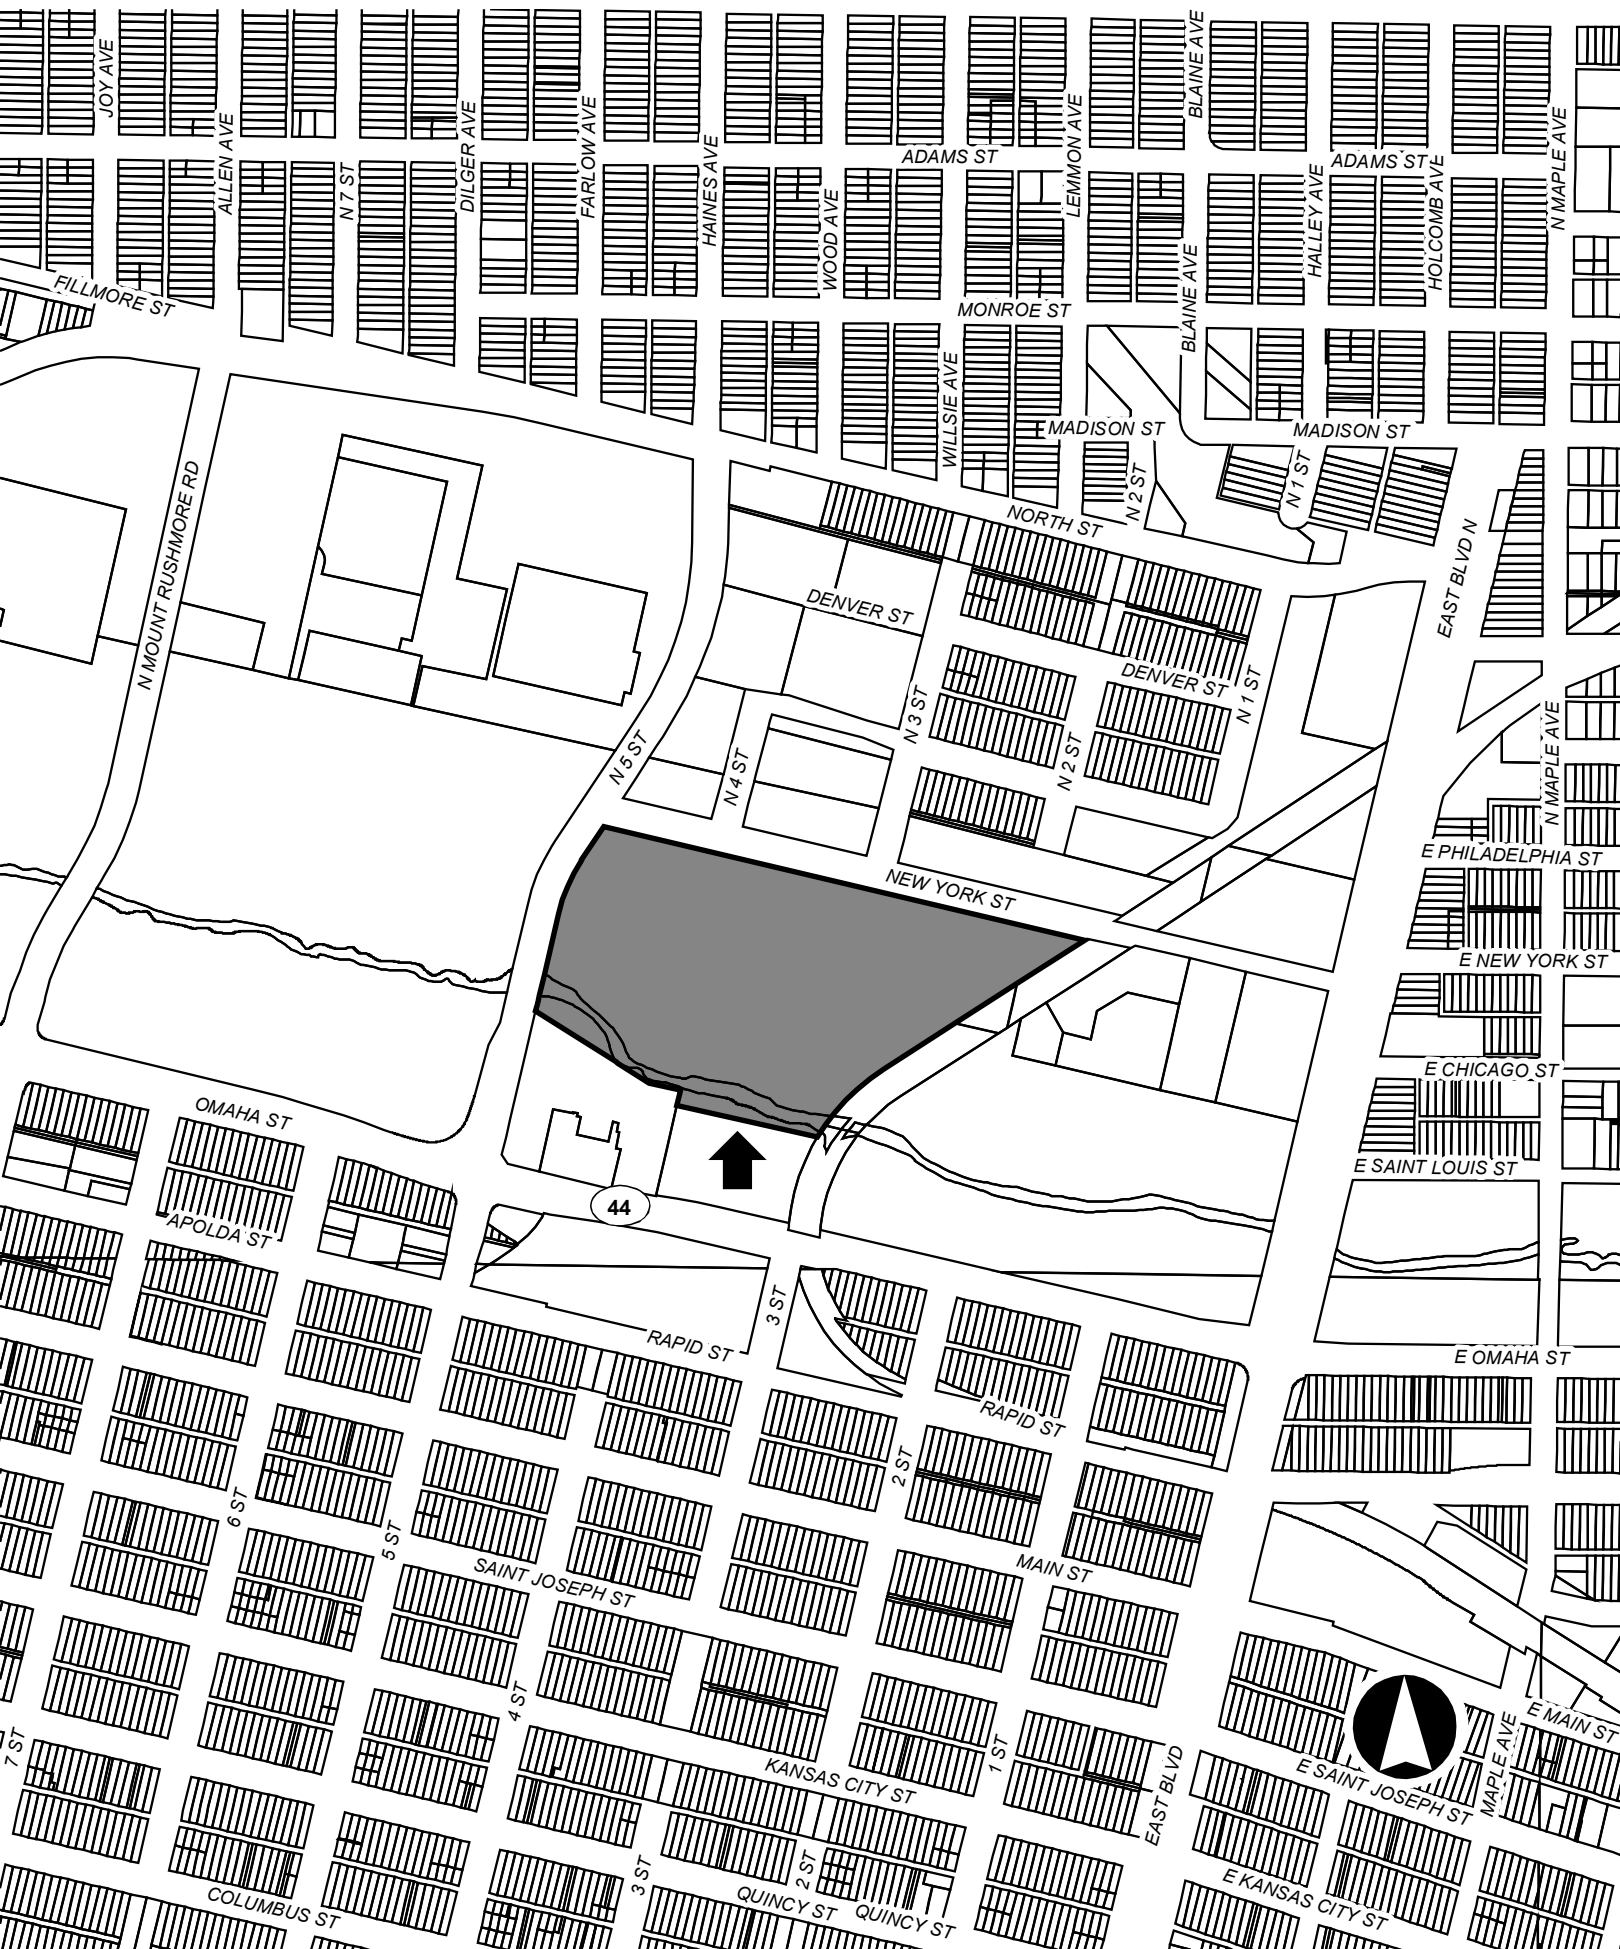 JOY AVE
ALLEN AVE
N 7 ST
DILGER AVE
FARLOW AVE
HAINES AVE
WOOD AVE
ADAMS ST
LEMMON AVE
BLAINE AVE
ADAMS ST
HALLEY AVE
HOLCOMB AVE
N MAPLE AVE
FILLMORE ST
MONROE ST
BLAINE AVE
WILLSIE AVE
MADISON ST
MADISON ST
N 2 ST
N 1 ST
NORTH ST
N MOUNT RUSHMORE RD
EAST BLVD N
DENVER ST
DENVER ST
N 1 ST
N 3 ST
N 2 ST
N 5 ST
N 4 ST
N MAPLE AVE
E PHILADELPHIA ST
NEW YORK ST
E NEW YORK ST
E CHICAGO ST
OMAHA ST
E SAINT LOUIS ST
44
APOLDA ST
3 ST
RAPID ST
E OMAHA ST
RAPID ST
2 ST
6 ST
5 ST
SAINT JOSEPH ST
MAIN ST
4 ST
7 ST
1 ST
KANSAS CITY ST
EAST BLVD
E MAIN ST
MAPLE AVE
E SAINT JOSEPH ST
3 ST
2 ST
COLUMBUS ST
QUINCY ST
QUINCY ST
E KANSAS CITY ST